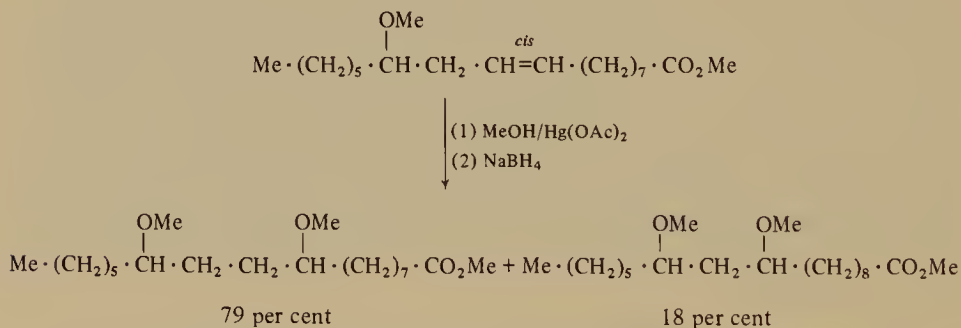 OMe
cis
Me·(CH₂)₅·CH·CH₂·CH=CH·(CH₂)₇·CO₂Me
(1) MeOH/Hg(OAc)₂
(2) NaBH₄
OMe OMe OMe OMe
Me·(CH₂)₅·CH·CH₂·CH₂·CH·(CH₂)₇·CO₂Me + Me·(CH₂)₅·CH·CH₂·CH·(CH₂)₈·CO₂Me
79 per cent 18 per cent